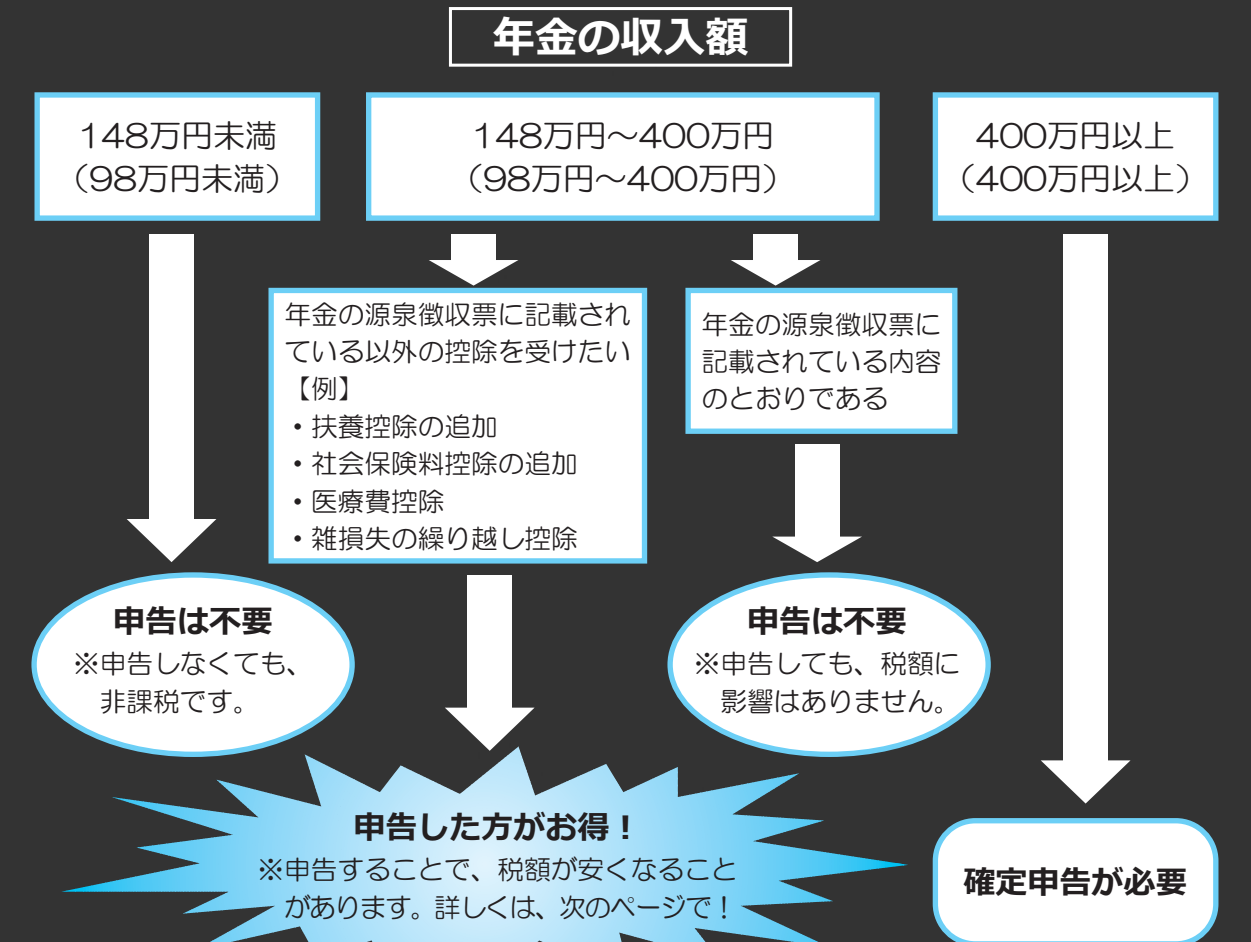 年金の収入額
148万円未満
（98万円未満）
148万円～400万円
（98万円～400万円）
400万円以上
（400万円以上）
年金の源泉徴収票に記載され
ている以外の控除を受けたい
【例】
・扶養控除の追加
・社会保険料控除の追加
・医療費控除
・雑損失の繰り越し控除
年金の源泉徴収票に
記載されている内容
のとおりである
申告は不要
※申告しなくても、
非課税です。
申告は不要
※申告しても、税額に
影響はありません。
申告した方がお得！
※申告することで、税額が安くなること
があります。詳しくは、次のページで！
確定申告が必要